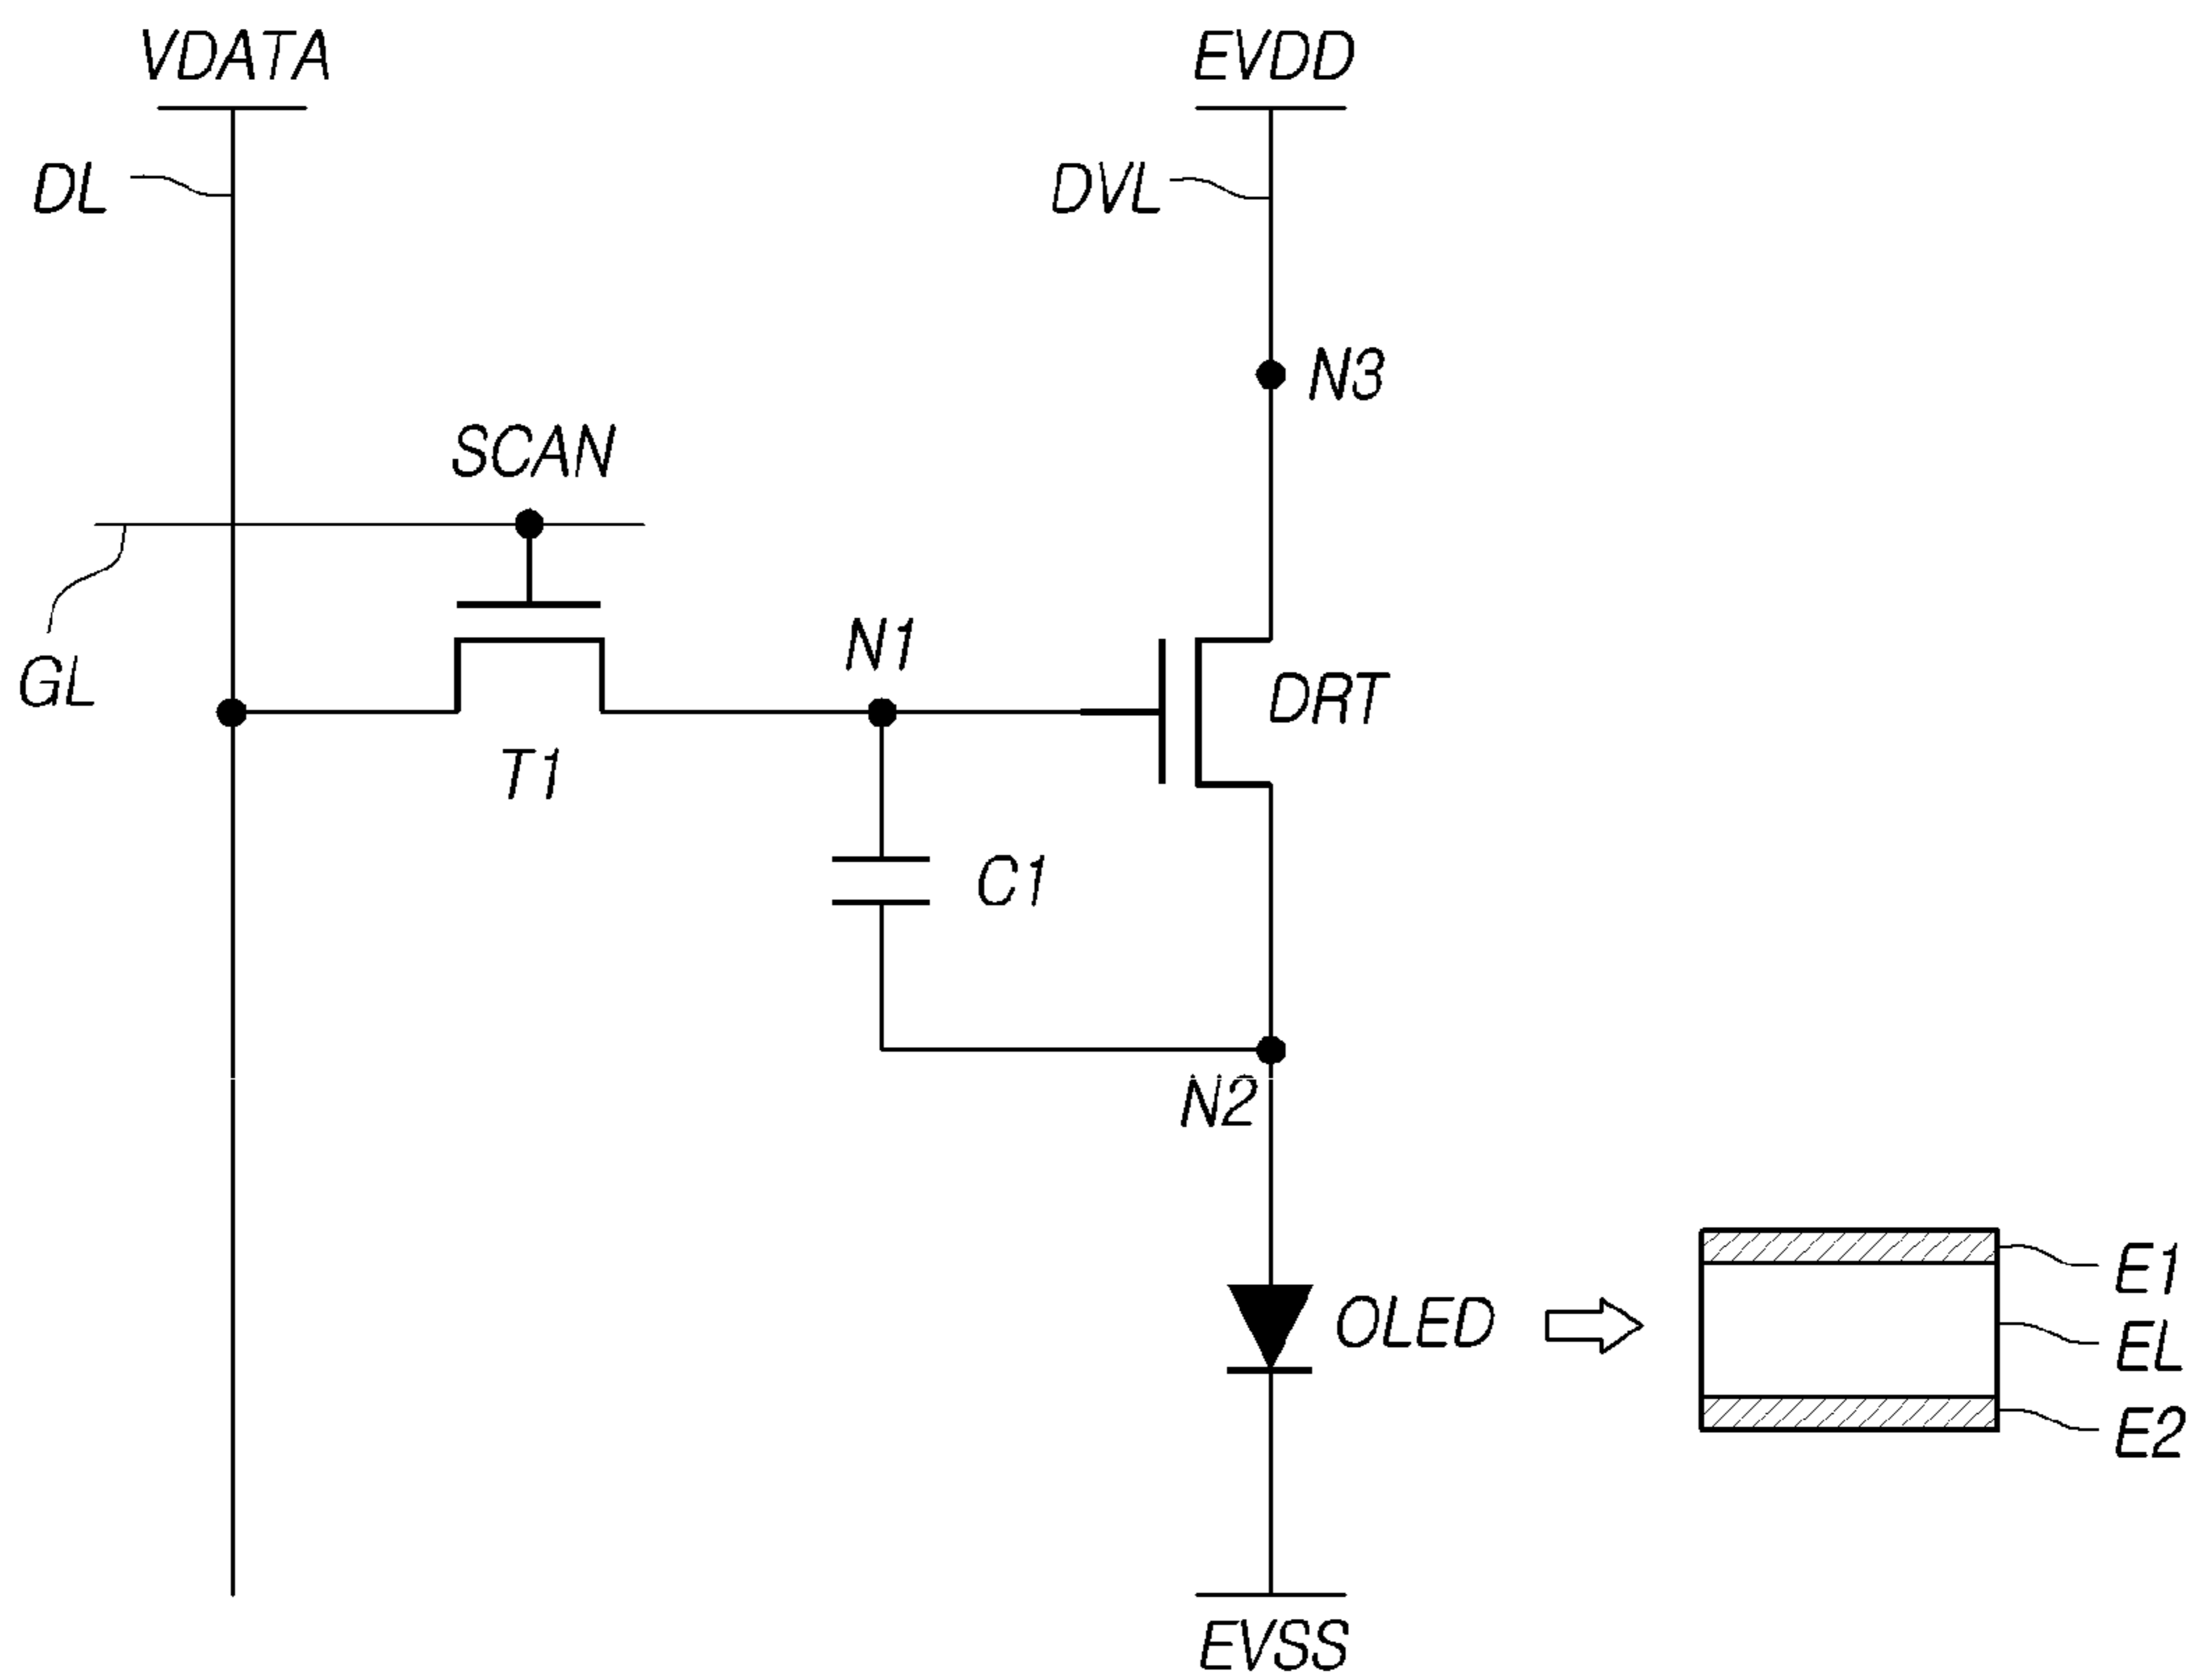 VDATA
EVDD
DL
DVL
N3
SCAN
GL
N1
DRT
T1
C1
N2
OLED
E1
EL
E2
EVSS